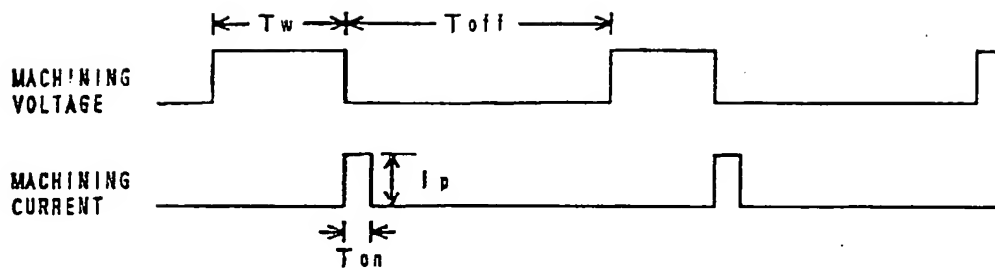 Tw
Toff
MACHINING
VOLTAGE
MACHINING
CURRENT
Ip
Ton